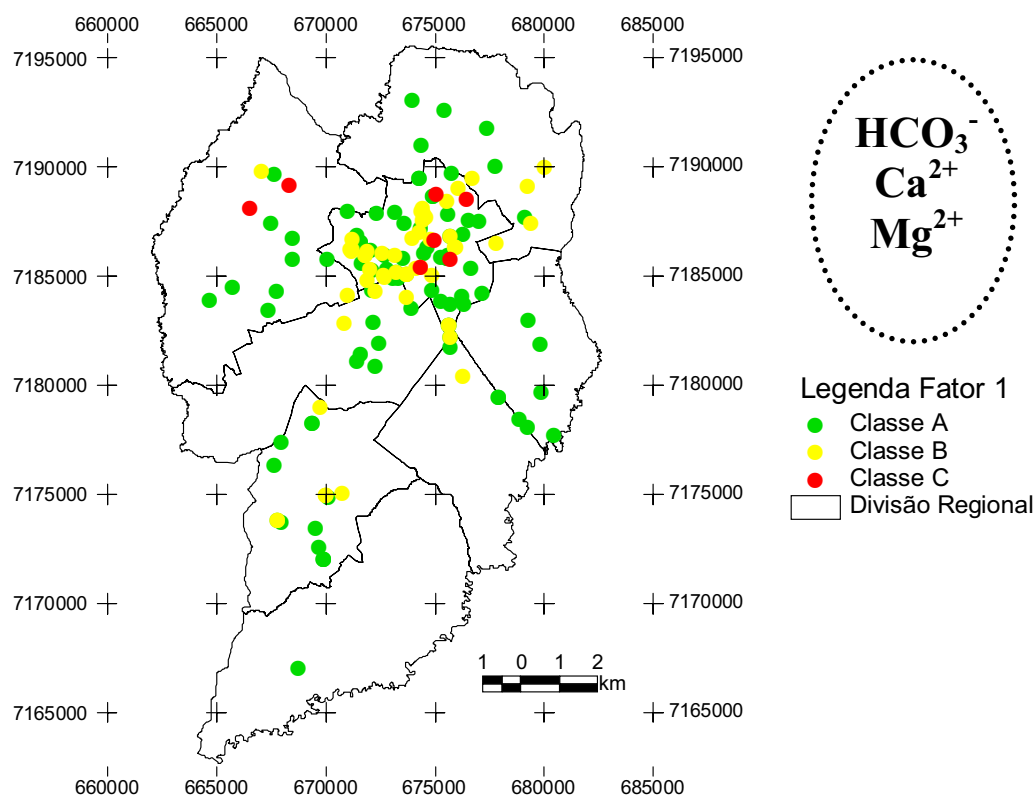 660000 665000 670000 675000 680000 685000
7195000 7195000
7190000 7190000
7185000 7185000
7180000 7180000
7175000 7175000
7170000 7170000
7165000 7165000
660000 665000 670000 675000 680000 685000
1 0 1 2
km
HCO₃⁻
Ca²⁺
Mg²⁺
Legenda Fator 1
Classe A
Classe B
Classe C
Divisão Regional